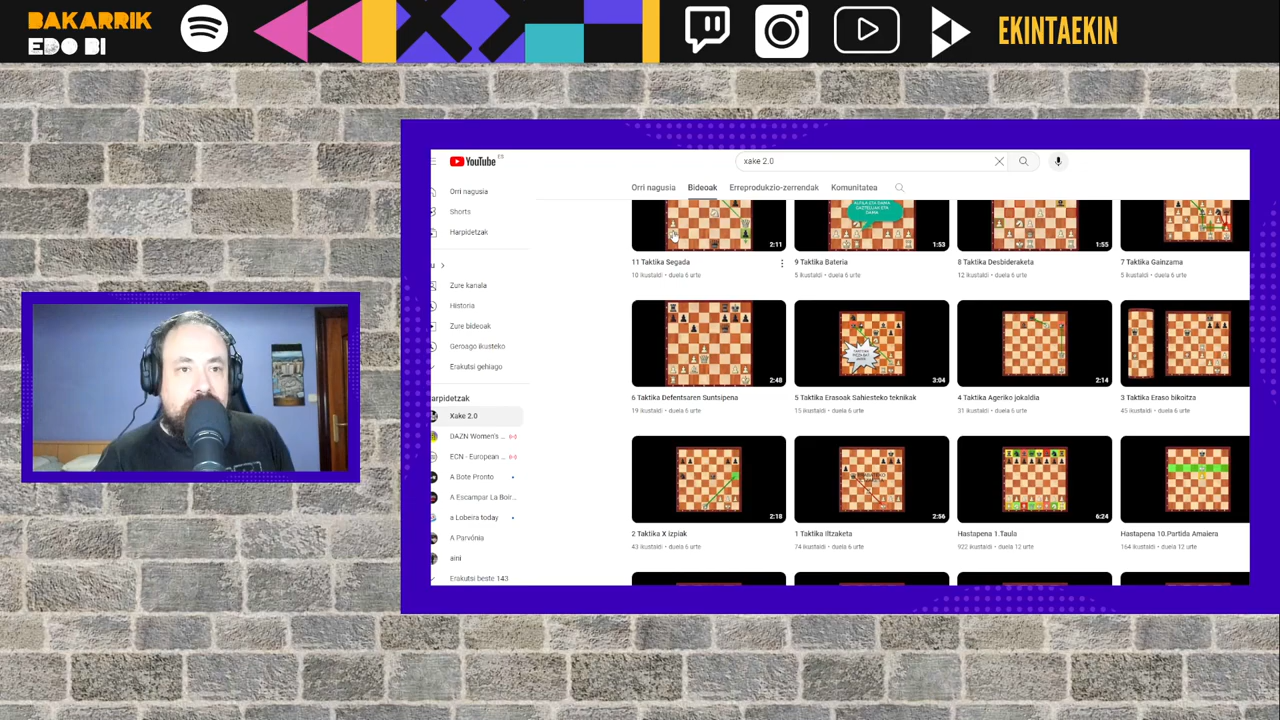 BAKARRIK
EDO BI
EKINTAEKIN
YouTube ES
xake 2.0
Orri nagusia
Bideoak
Erreprodukzio-zerrendak
Komunitatea
Orri nagusia
Shorts
Harpidetzak
u
Zure kanala
Historia
Zure bideoak
Geroago ikusteko
Erakutsi gehiago
arpidetzak
Xake 2.0
DAZN Women's ...
ECN - European ...
A Bote Pronto
A Escampar La Boir...
a Lobeira today
A Parvònia
aini
Erakutsi beste 143
2:11
1:53
1:55
11 Taktika Segada
9 Taktika Bateria
8 Taktika Desbideraketa
7 Taktika Gainzama
10 ikustaldi • duela 6 urte
5 ikustaldi • duela 6 urte
12 ikustaldi • duela 6 urte
5 ikustaldi • duela 6 urte
2:48
3:04
2:14
6 Taktika Defentsaren Suntsipena
5 Taktika Erasoak Sahiesteko teknikak
4 Taktika Ageriko jokaldia
3 Taktika Eraso bikoitza
19 ikustaldi • duela 6 urte
15 ikustaldi • duela 6 urte
31 ikustaldi • duela 6 urte
45 ikustaldi • duela 6 urte
2:18
2:56
6:24
2 Taktika X Izpiak
1 Taktika Iltzaketa
Hastapena 1.Taula
Hastapena 10.Partida Amaiera
43 ikustaldi • duela 6 urte
74 ikustaldi • duela 6 urte
922 ikustaldi • duela 12 urte
164 ikustaldi • duela 12 urte